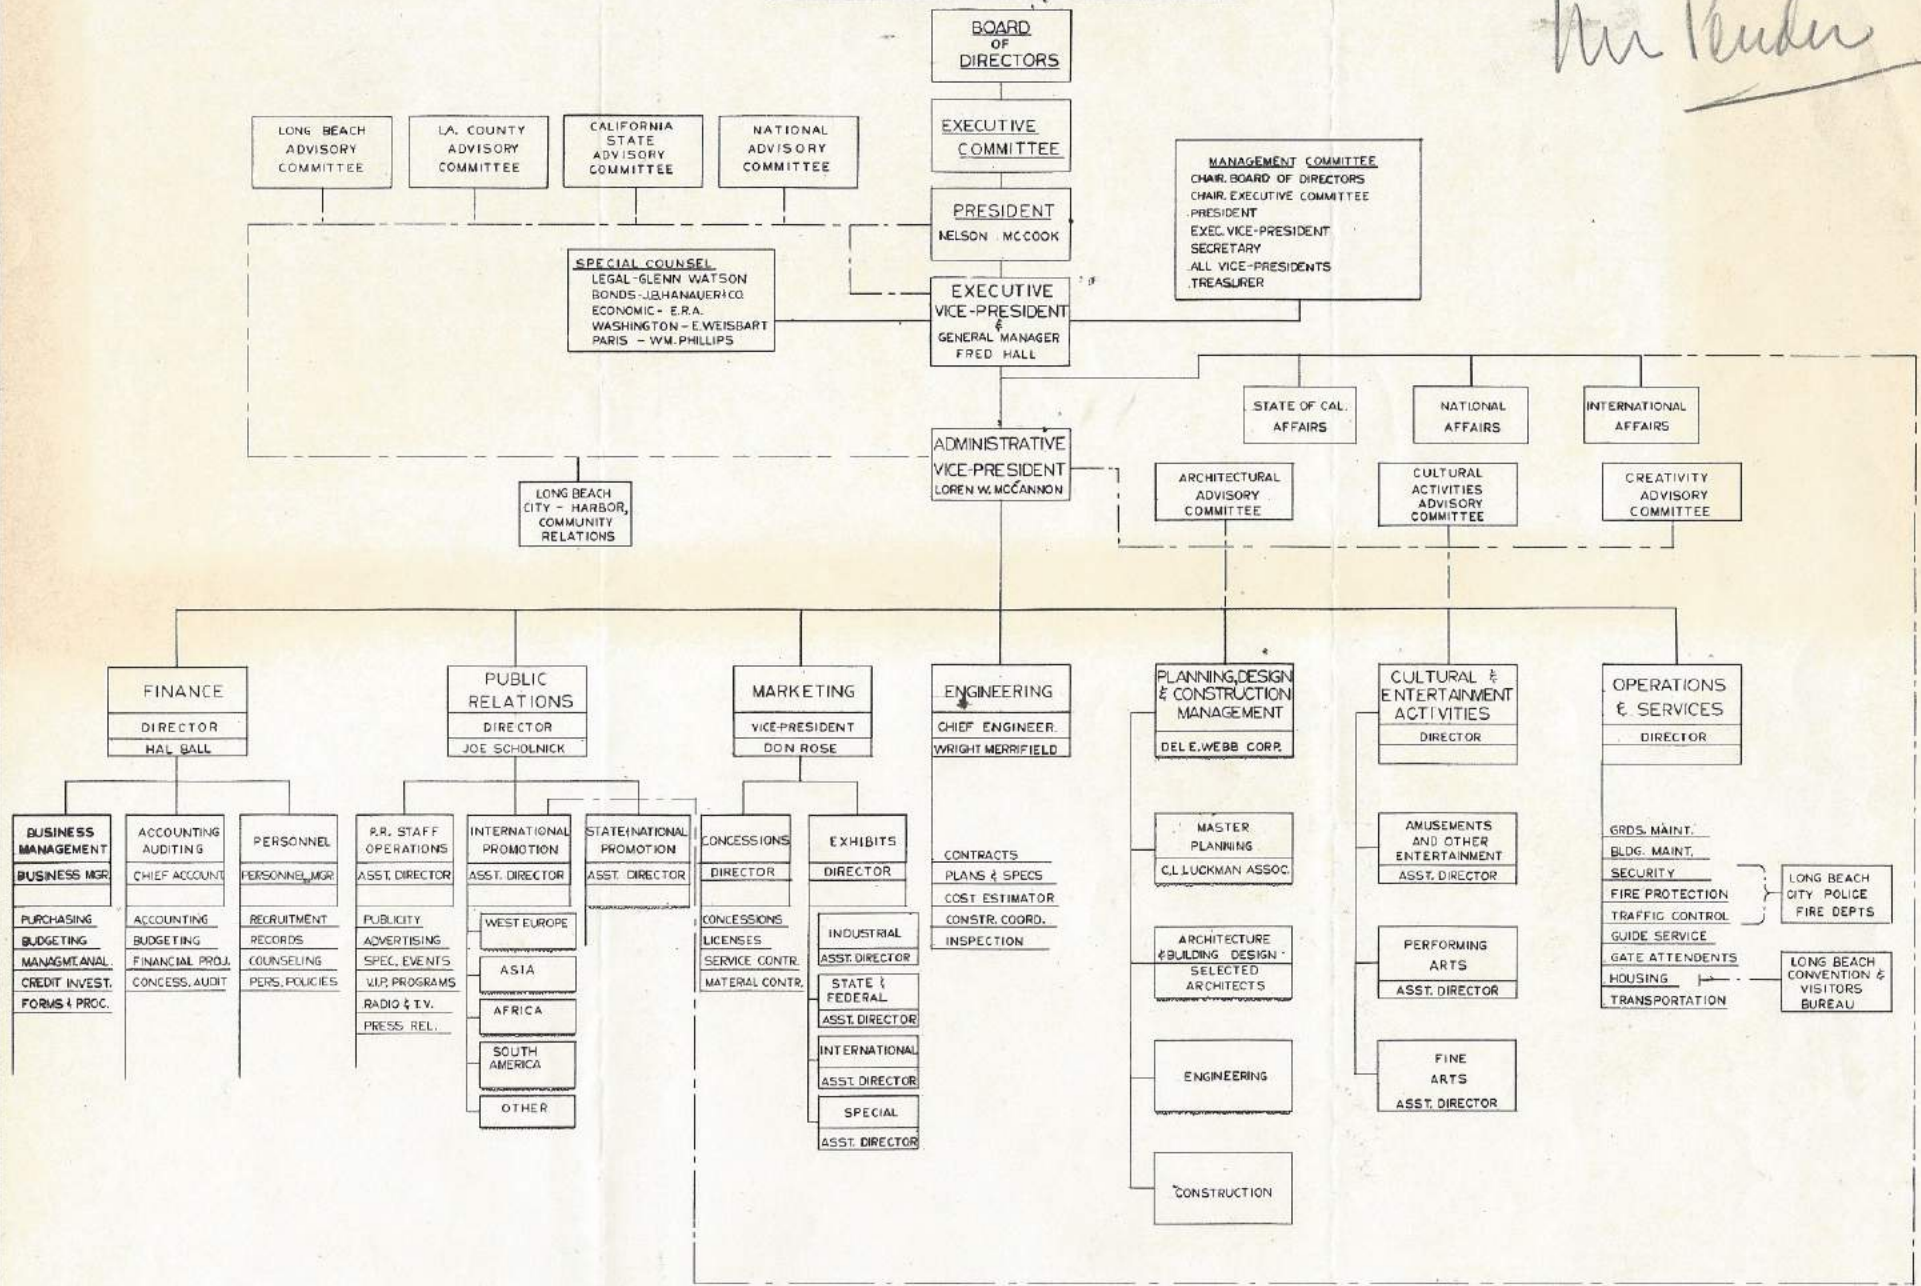 Mr Pender
BOARD
OF
DIRECTORS
EXECUTIVE
COMMITTEE
PRESIDENT
NELSON MCCOOK
LONG BEACH
ADVISORY
COMMITTEE
L.A. COUNTY
ADVISORY
COMMITTEE
CALIFORNIA
STATE
ADVISORY
COMMITTEE
NATIONAL
ADVISORY
COMMITTEE
MANAGEMENT COMMITTEE
CHAIR. BOARD OF DIRECTORS
CHAIR. EXECUTIVE COMMITTEE
PRESIDENT
EXEC. VICE-PRESIDENT
SECRETARY
ALL VICE-PRESIDENTS
TREASURER
SPECIAL COUNSEL
LEGAL-GLENN WATSON
BONDS-J.B.HANAUER & CO.
ECONOMIC - E.R.A.
WASHINGTON - E.WEISBART
PARIS - WM. PHILLIPS
EXECUTIVE
VICE-PRESIDENT
&
GENERAL MANAGER
FRED HALL
STATE OF CAL.
AFFAIRS
NATIONAL
AFFAIRS
INTERNATIONAL
AFFAIRS
ADMINISTRATIVE
VICE-PRESIDENT
LOREN W. MCCANNON
LONG BEACH
CITY - HARBOR,
COMMUNITY
RELATIONS
ARCHITECTURAL
ADVISORY
COMMITTEE
CULTURAL
ACTIVITIES
ADVISORY
COMMITTEE
CREATIVITY
ADVISORY
COMMITTEE
FINANCE
DIRECTOR
HAL BALL
PUBLIC
RELATIONS
DIRECTOR
JOE SCHOLNICK
MARKETING
VICE-PRESIDENT
DON ROSE
ENGINEERING
CHIEF ENGINEER.
WRIGHT MERRIFIELD
PLANNING, DESIGN
& CONSTRUCTION
MANAGEMENT
DEL E. WEBB CORP.
CULTURAL &
ENTERTAINMENT
ACTIVITIES
DIRECTOR
OPERATIONS
& SERVICES
DIRECTOR
BUSINESS
MANAGEMENT
BUSINESS MGR.
PURCHASING
BUDGETING
MANAGMT. ANAL.
CREDIT INVEST.
FORMS & PROC.
ACCOUNTING
AUDITING
CHIEF ACCOUNT
ACCOUNTING
BUDGETING
FINANCIAL PROJ.
CONCESS. AUDIT
PERSONNEL
PERSONNEL MGR.
RECRUITMENT
RECORDS
COUNSELING
PERS. POLICIES
P.R. STAFF
OPERATIONS
ASST. DIRECTOR
PUBLICITY
ADVERTISING
SPEC. EVENTS
V.I.P. PROGRAMS
RADIO & T.V.
PRESS REL.
INTERNATIONAL
PROMOTION
ASST. DIRECTOR
WEST EUROPE
ASIA
AFRICA
SOUTH
AMERICA
OTHER
STATE & NATIONAL
PROMOTION
ASST. DIRECTOR
CONCESSIONS
DIRECTOR
CONCESSIONS
LICENSES
SERVICE CONTR.
MATERIAL CONTR.
EXHIBITS
DIRECTOR
INDUSTRIAL
ASST. DIRECTOR
STATE &
FEDERAL
ASST. DIRECTOR
INTERNATIONAL
ASST. DIRECTOR
SPECIAL
ASST. DIRECTOR
CONTRACTS
PLANS & SPECS
COST ESTIMATOR
CONSTR. COORD.
INSPECTION
MASTER
PLANNING
C.L. LUCKMAN ASSOC.
ARCHITECTURE
& BUILDING DESIGN
SELECTED
ARCHITECTS
ENGINEERING
CONSTRUCTION
AMUSEMENTS
AND OTHER
ENTERTAINMENT
ASST. DIRECTOR
PERFORMING
ARTS
ASST. DIRECTOR
FINE
ARTS
ASST. DIRECTOR
GRDS. MAINT.
BLDG. MAINT.
SECURITY
FIRE PROTECTION
TRAFFIC CONTROL
GUIDE SERVICE
GATE ATTENDENTS
HOUSING
TRANSPORTATION
LONG BEACH
CITY POLICE
FIRE DEPTS
LONG BEACH
CONVENTION &
VISITORS
BUREAU